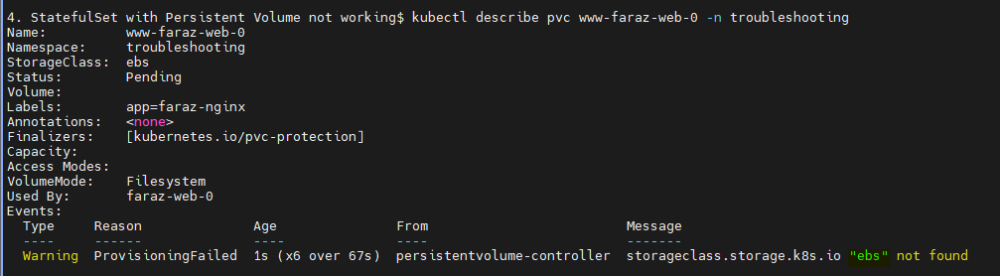 4. StatefulSet with Persistent Volume not working$ kubectl describe pvc www-faraz-web-0 -n troubleshooting
Name:          www-faraz-web-0
Namespace:     troubleshooting
StorageClass:  ebs
Status:        Pending
Volume:
Labels:        app=faraz-nginx
Annotations:   <none>
Finalizers:    [kubernetes.io/pvc-protection]
Capacity:
Access Modes:
VolumeMode:    Filesystem
Used By:       faraz-web-0
Events:
  Type     Reason              Age                From                         Message
  ----     ------              ----               ----                         -------
  Warning  ProvisioningFailed  1s (x6 over 67s)  persistentvolume-controller  storageclass.storage.k8s.io "ebs" not found